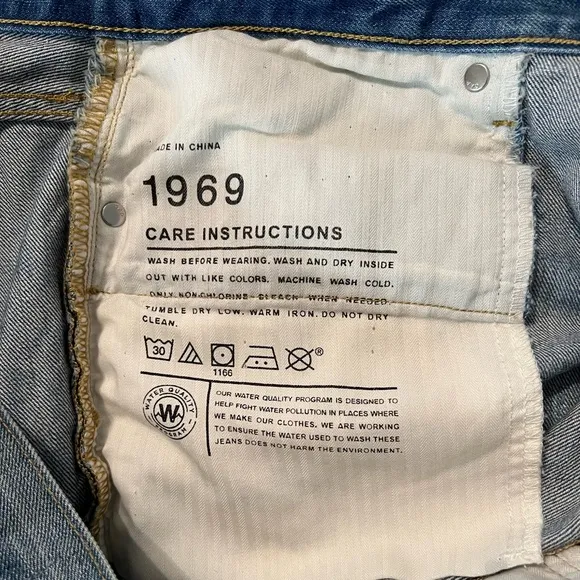 ADE IN CHINA
1969
CARE INSTRUCTIONS
WASH BEFORE WEARING. WASH AND DRY INSIDE
OUT WITH LIKE COLORS. MACHINE WASH COLD.
ONLY NON-CHLORINE BLEACH WHEN NEEDED.
TUMBLE DRY LOW. WARM IRON. DO NOT DRY
CLEAN.
30
®
1166
WATER QUALITY
W
OUR WATER QUALITY PROGRAM IS DESIGNED TO
HELP FIGHT WATER POLLUTION IN PLACES WHERE
WE MAKE OUR CLOTHES. WE ARE WORKING
TO ENSURE THE WATER USED TO WASH THESE
JEANS DOES NOT HARM THE ENVIRONMENT.